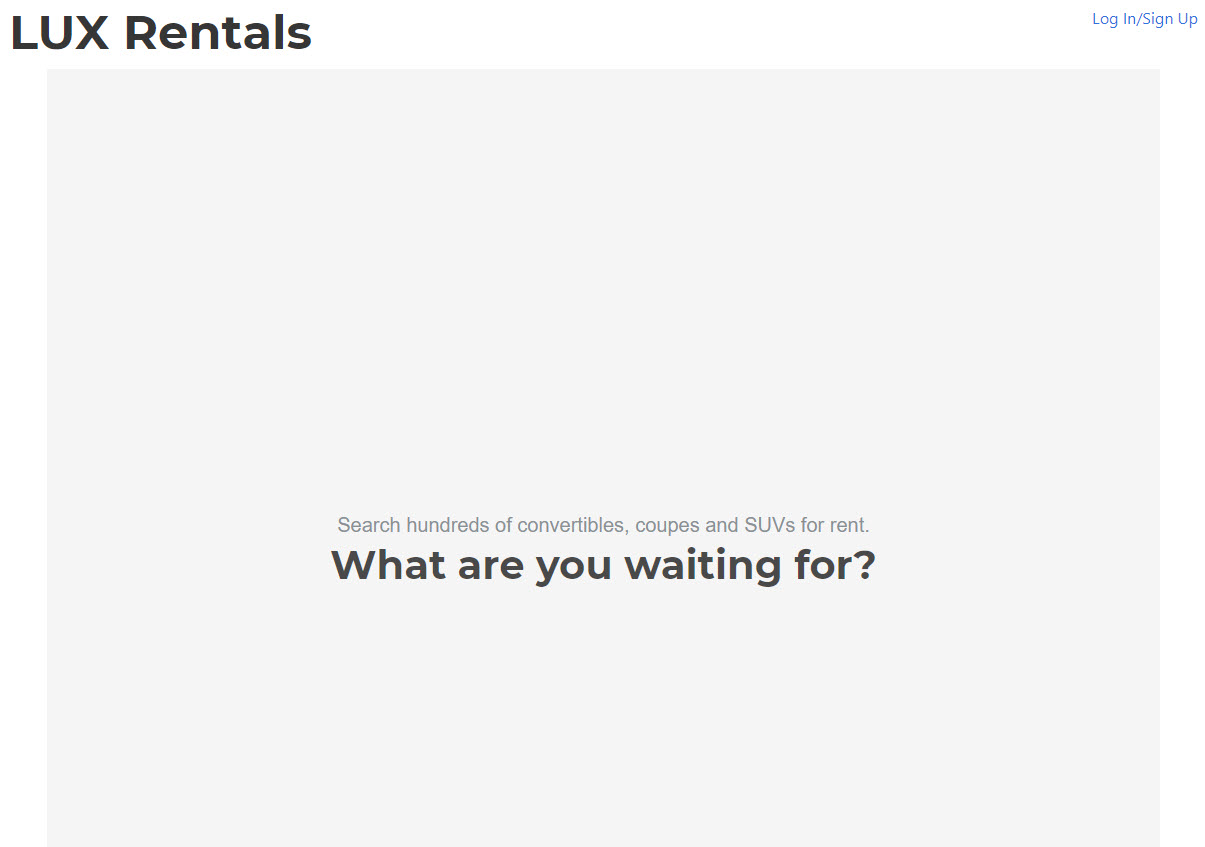 LUX Rentals
Log In/Sign Up
Search hundreds of convertibles, coupes and SUVs for rent.
What are you waiting for?